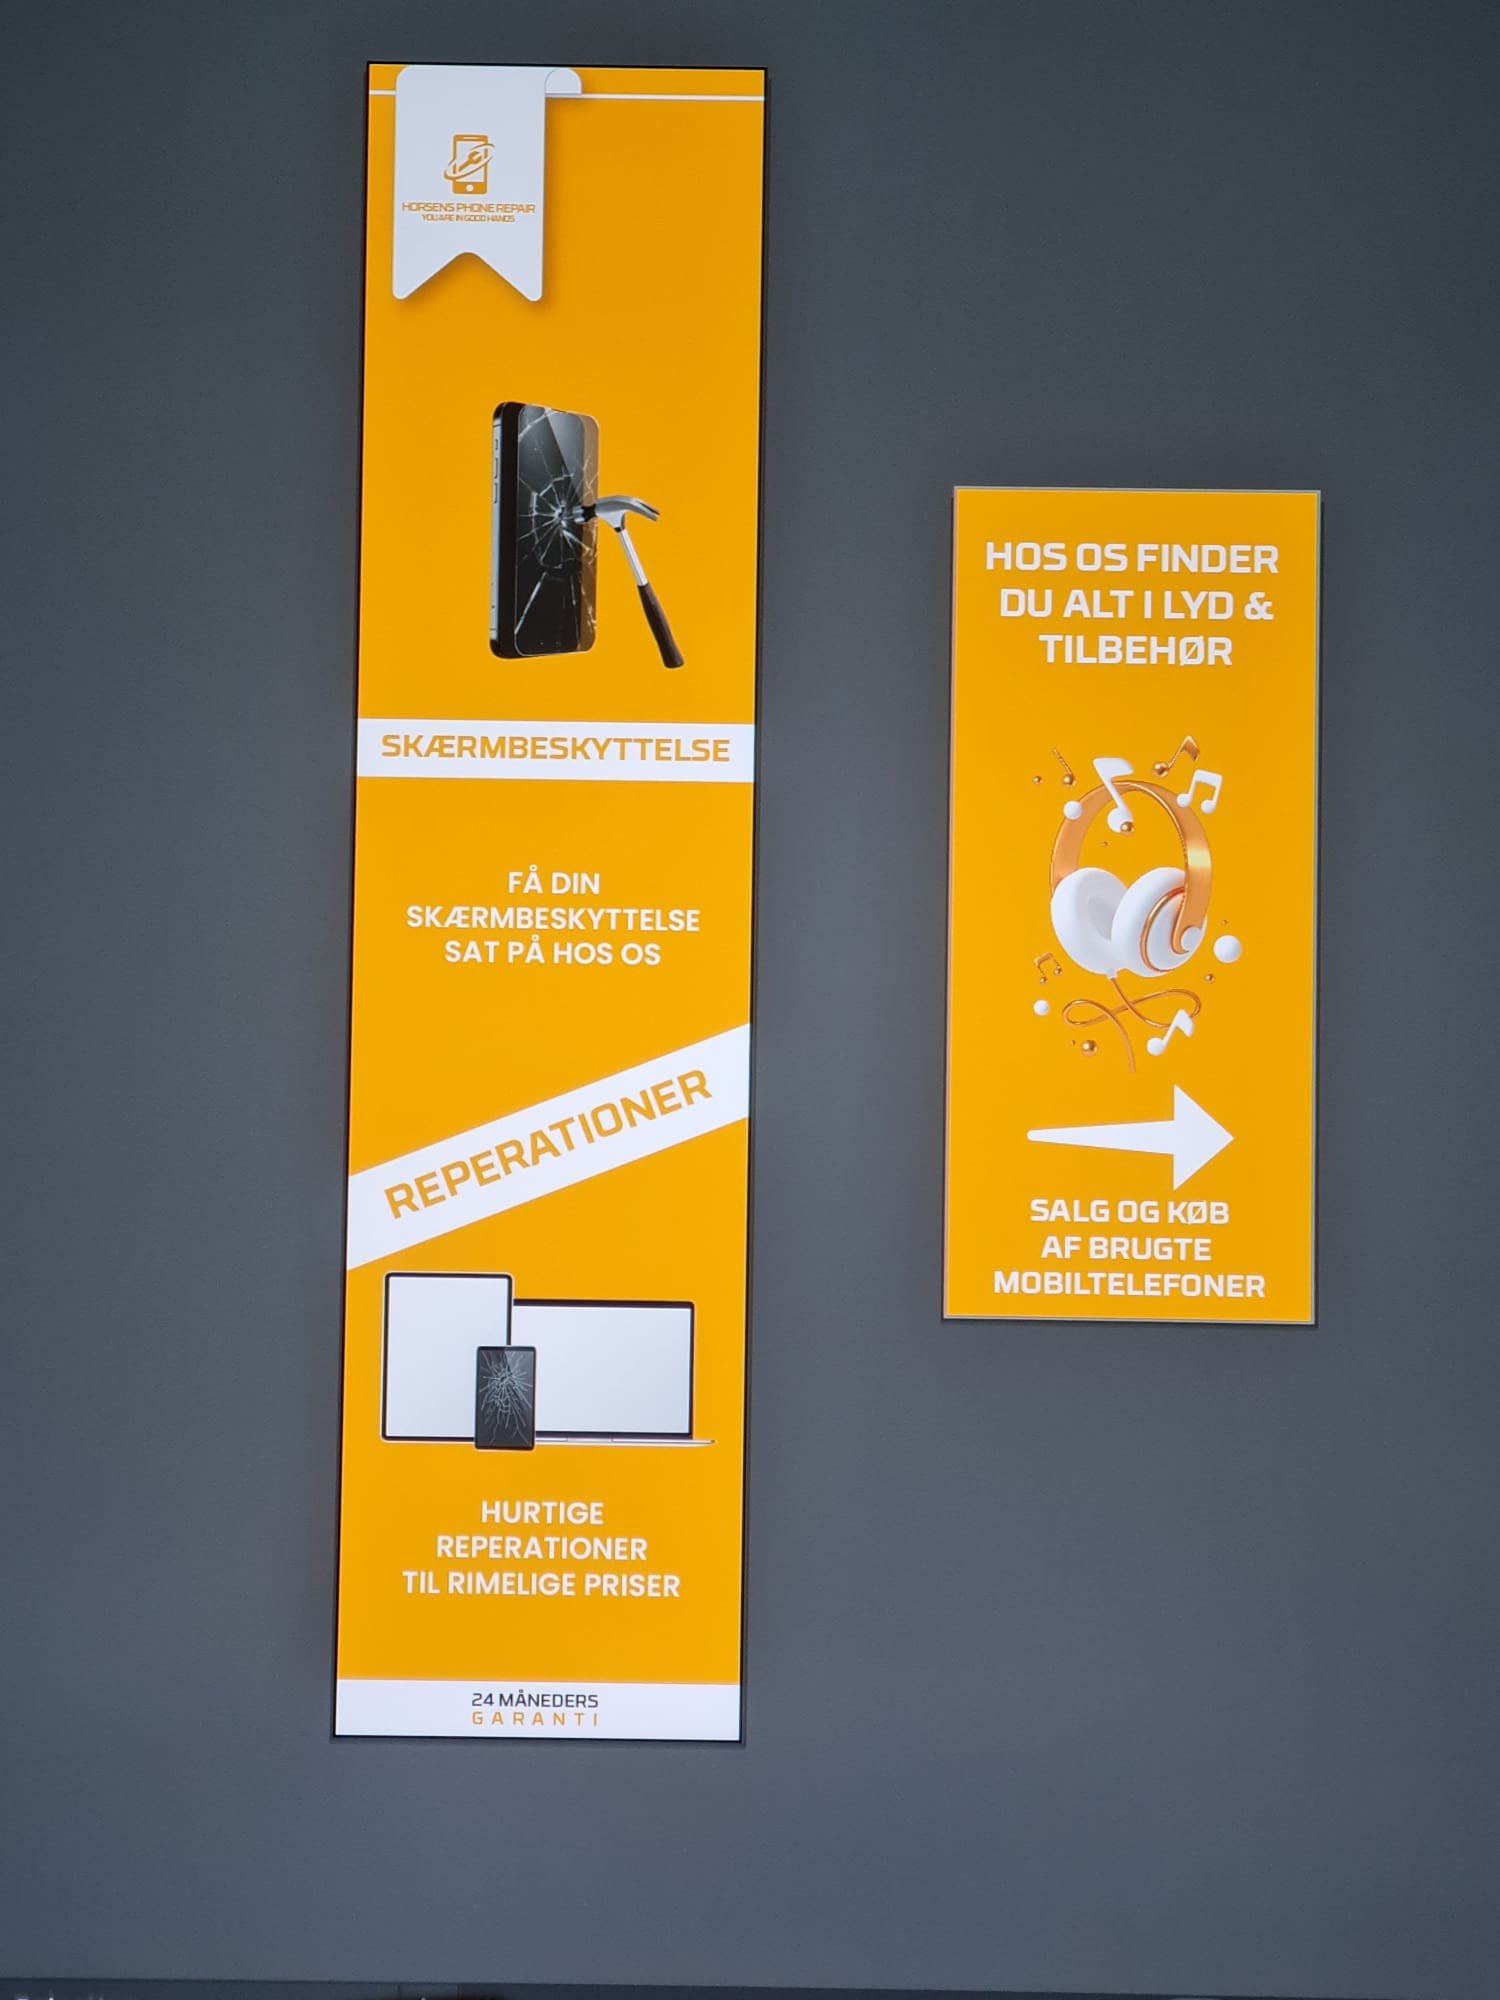 HORSENS PHONE REPAIR
YOU ARE IN GOOD HANDS
SKÆRMBESKYTTELSE
FÅ DIN
SKÆRMBESKYTTELSE
SAT PÅ HOS OS
REPERATIONER
HURTIGE
REPERATIONER
TIL RIMELIGE PRISER
24 MÅNEDERS
GARANTI
HOS OS FINDER
DU ALT I LYD &
TILBEHØR
SALG OG KØB
AF BRUGTE
MOBILTELEFONER